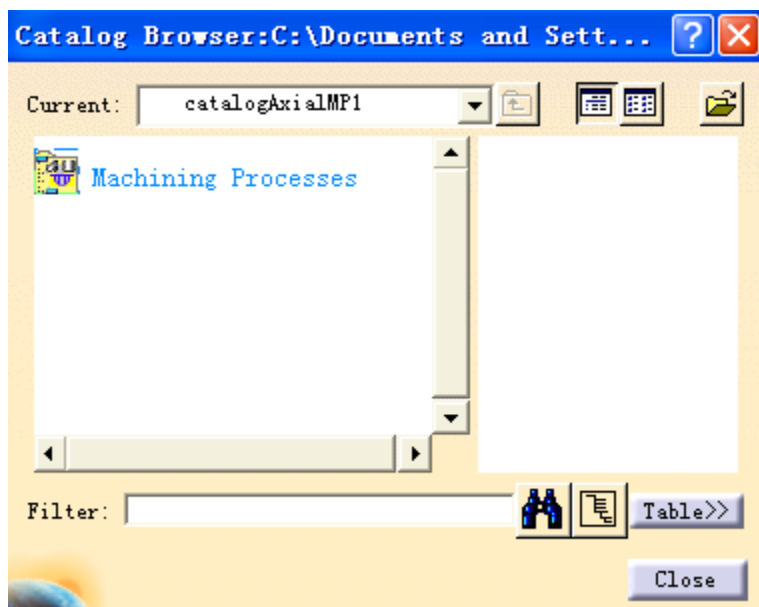 Catalog Browser:C:\Documents and Sett...
Current: catalogAxialMP1
Machining Processes
Filter:
Table>>
Close